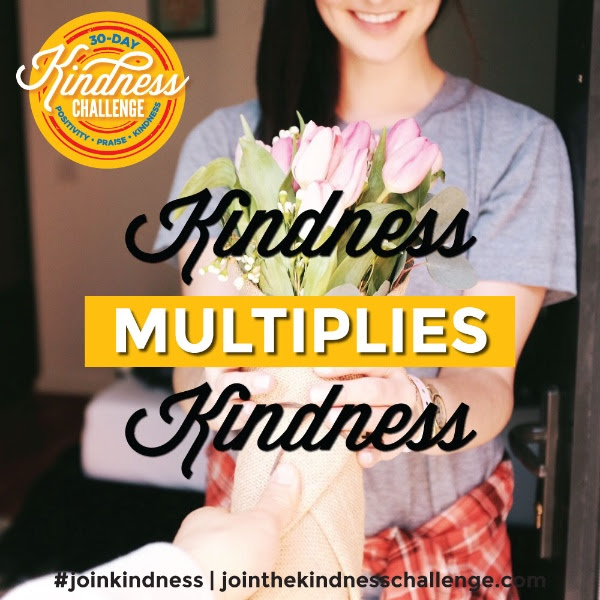 30-DAY
Kindness
CHALLENGE
POSITIVITY • PRAISE • KINDNESS
Kindness
MULTIPLIES
Kindness
#joinkindness | jointhekindnesschallenge.com